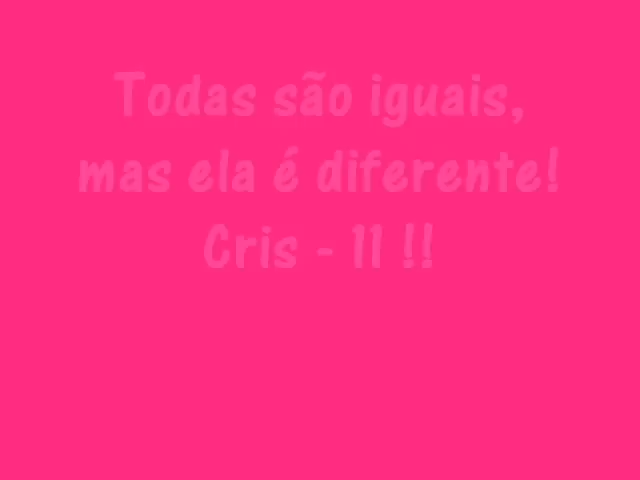 Todas são iguais,
mas ela é diferente!
Cris - 11 !!